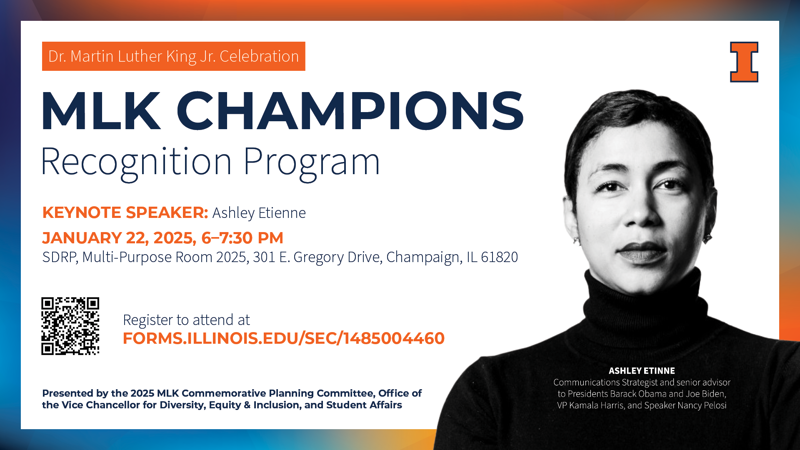 Dr. Martin Luther King Jr. Celebration
MLK CHAMPIONS
Recognition Program
KEYNOTE SPEAKER: Ashley Etienne
JANUARY 22, 2025, 6–7:30 PM
SDRP, Multi-Purpose Room 2025, 301 E. Gregory Drive, Champaign, IL 61820
Register to attend at
FORMS.ILLINOIS.EDU/SEC/1485004460
Presented by the 2025 MLK Commemorative Planning Committee, Office of
the Vice Chancellor for Diversity, Equity & Inclusion, and Student Affairs
ASHLEY ETINNE
Communications Strategist and senior advisor
to Presidents Barack Obama and Joe Biden,
VP Kamala Harris, and Speaker Nancy Pelosi